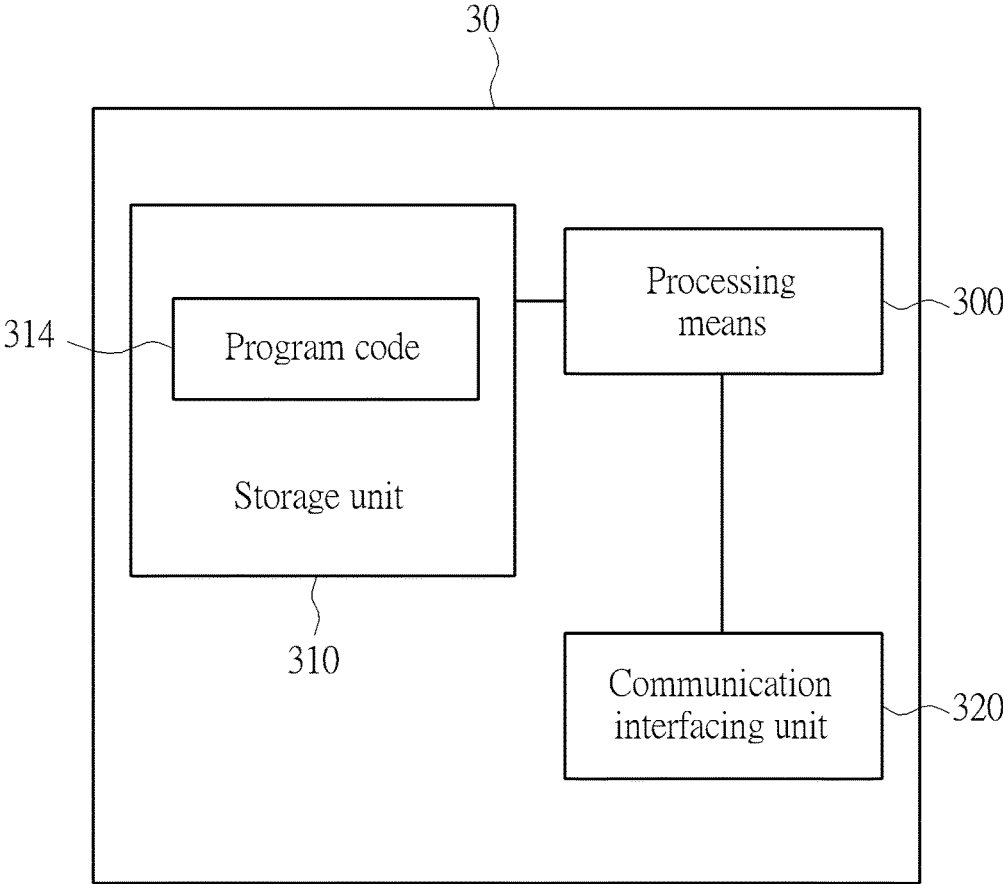 30
Processing
means
300
314
Program code
Storage unit
310
Communication
interfacing unit
320